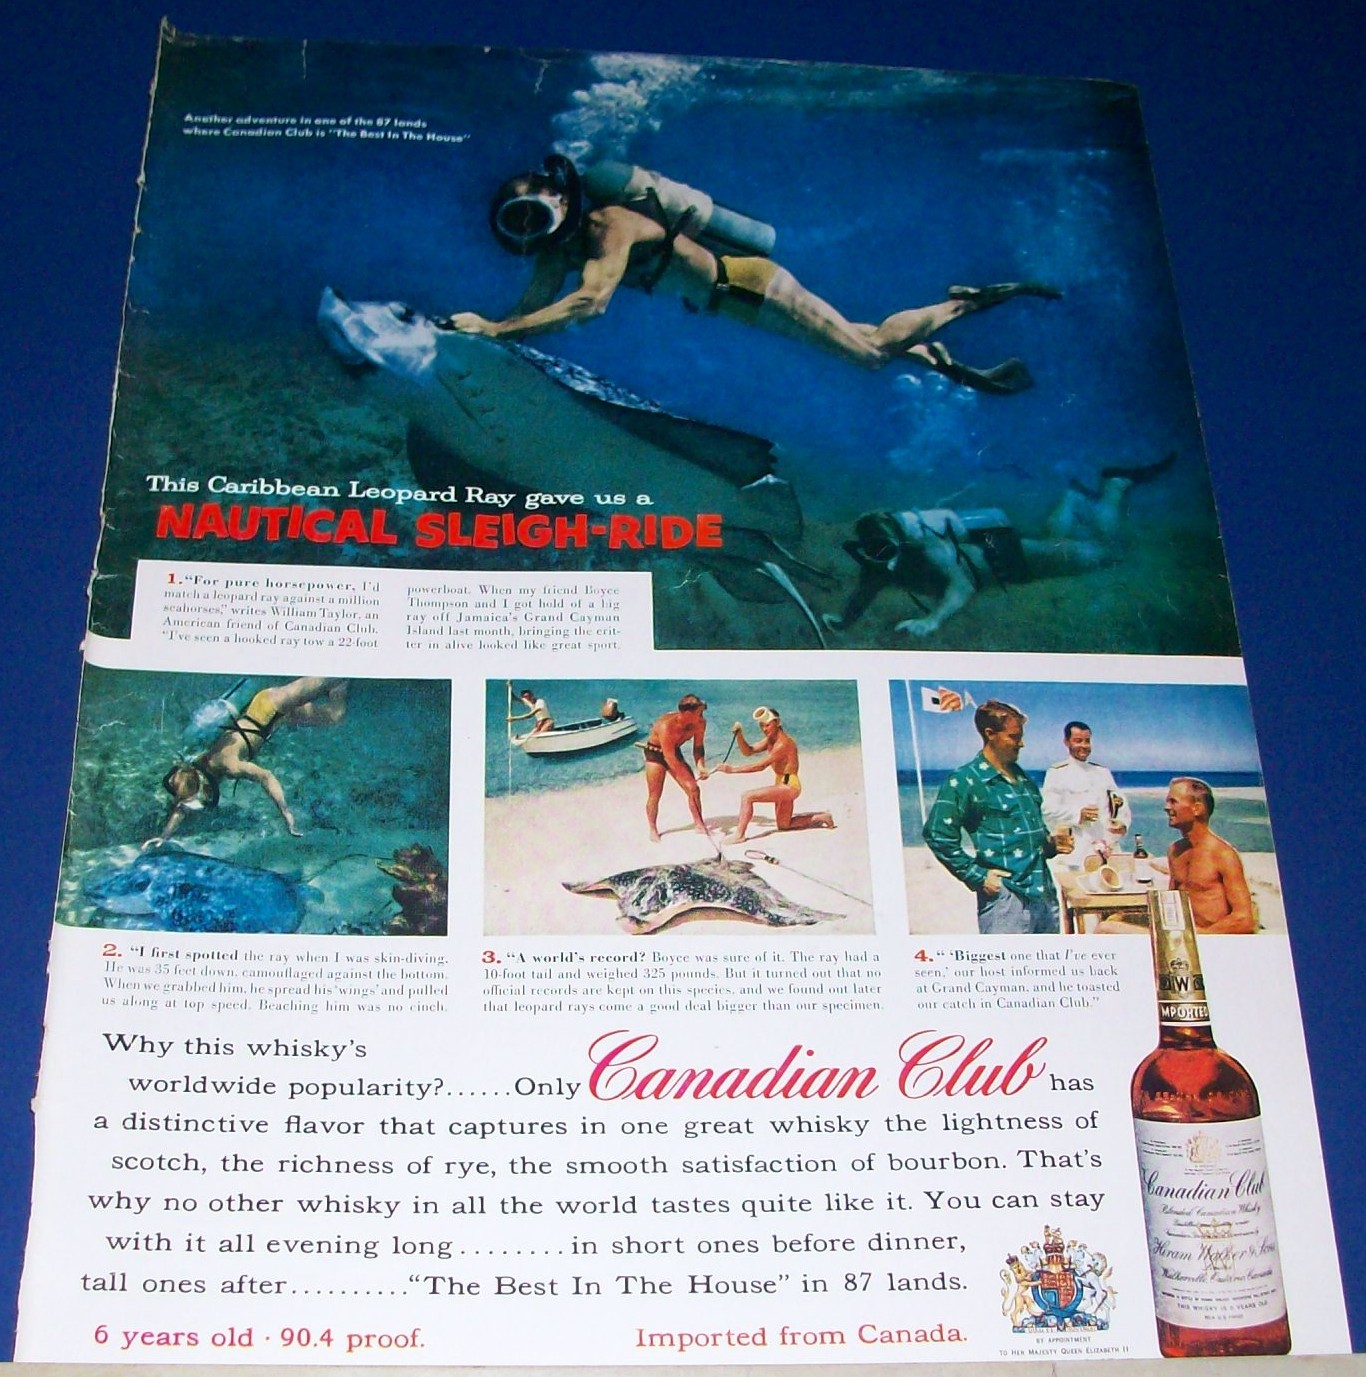 Another adventure in one of the 87 lands
where Canadian Club is "The Best In The House"
This Caribbean Leopard Ray gave us a
NAUTICAL SLEIGH-RIDE
1. "For pure horsepower, I'd
match a leopard ray against a million
seahorses," writes William Taylor, an
American friend of Canadian Club.
"I've seen a hooked ray tow a 22-foot
powerboat. When my friend Boyce
Thompson and I got hold of a big
ray off Jamaica's Grand Cayman
Island last month, bringing the crit-
ter in alive looked like great sport.
2. "I first spotted the ray when I was skin-diving.
He was 35 feet down, camouflaged against the bottom.
When we grabbed him, he spread his 'wings' and pulled
us along at top speed. Beaching him was no cinch.
3. "A world's record? Boyce was sure of it. The ray had a
10-foot tail and weighed 325 pounds. But it turned out that no
official records are kept on this species, and we found out later
that leopard rays come a good deal bigger than our specimen.
4. " 'Biggest one that I've ever
seen,' our host informed us back
at Grand Cayman, and he toasted
our catch in Canadian Club."
Why this whisky's
worldwide popularity?......Only Canadian Club has
a distinctive flavor that captures in one great whisky the lightness of
scotch, the richness of rye, the smooth satisfaction of bourbon. That's
why no other whisky in all the world tastes quite like it. You can stay
with it all evening long........in short ones before dinner,
tall ones after.........."The Best In The House" in 87 lands.
6 years old · 90.4 proof.
Imported from Canada.
BY APPOINTMENT
TO HER MAJESTY QUEEN ELIZABETH II
W
IMPORTED
Canadian Club
Blended Canadian Whisky
Hiram Walker & Sons
Walkerville, Ontario, Canada
THIS WHISKY IS 6 YEARS OLD